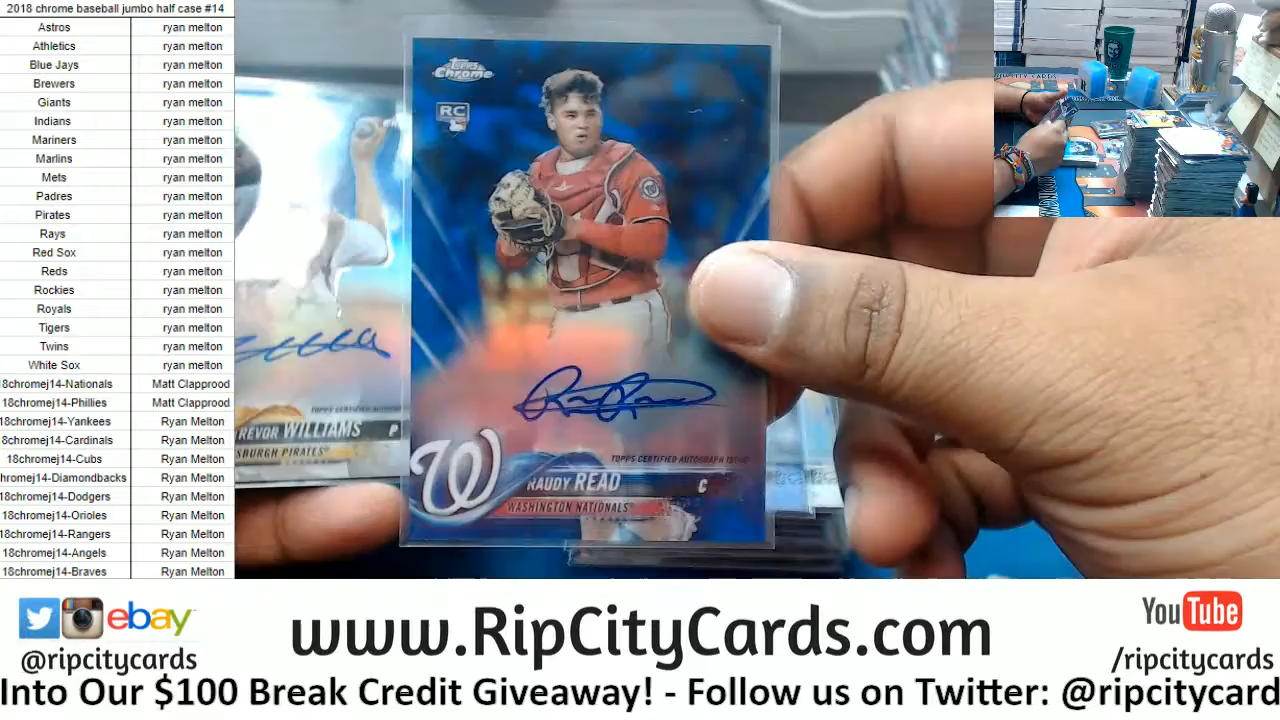 2018 chrome baseball jumbo half case #14
Astros ryan melton
Athletics ryan melton
Blue Jays ryan melton
Brewers ryan melton
Giants ryan melton
Indians ryan melton
Mariners ryan melton
Marlins ryan melton
Mets ryan melton
Padres ryan melton
Pirates ryan melton
Rays ryan melton
Red Sox ryan melton
Reds ryan melton
Rockies ryan melton
Royals ryan melton
Tigers ryan melton
Twins ryan melton
White Sox ryan melton
18chromej14-Nationals Matt Clapprood
18chromej14-Phillies Matt Clapprood
18chromej14-Yankees Ryan Melton
18chromej14-Cardinals Ryan Melton
18chromej14-Cubs Ryan Melton
hromej14-Diamondbacks Ryan Melton
18chromej14-Dodgers Ryan Melton
18chromej14-Orioles Ryan Melton
18chromej14-Rangers Ryan Melton
18chromej14-Angels Ryan Melton
18chromej14-Braves Ryan Melton
Topps Chrome
RC
TOPPS CERTIFIED AUTOGRAPH ISSUE
RAUDY READ C
WASHINGTON NATIONALS
W
TOPPS CERTIFIED AUTOGR
TREVOR WILLIAMS P
SBURGH PIRATES
ebay
@ripcitycards
www.RipCityCards.com
YouTube
/ripcitycards
Into Our $100 Break Credit Giveaway! - Follow us on Twitter: @ripcitycard